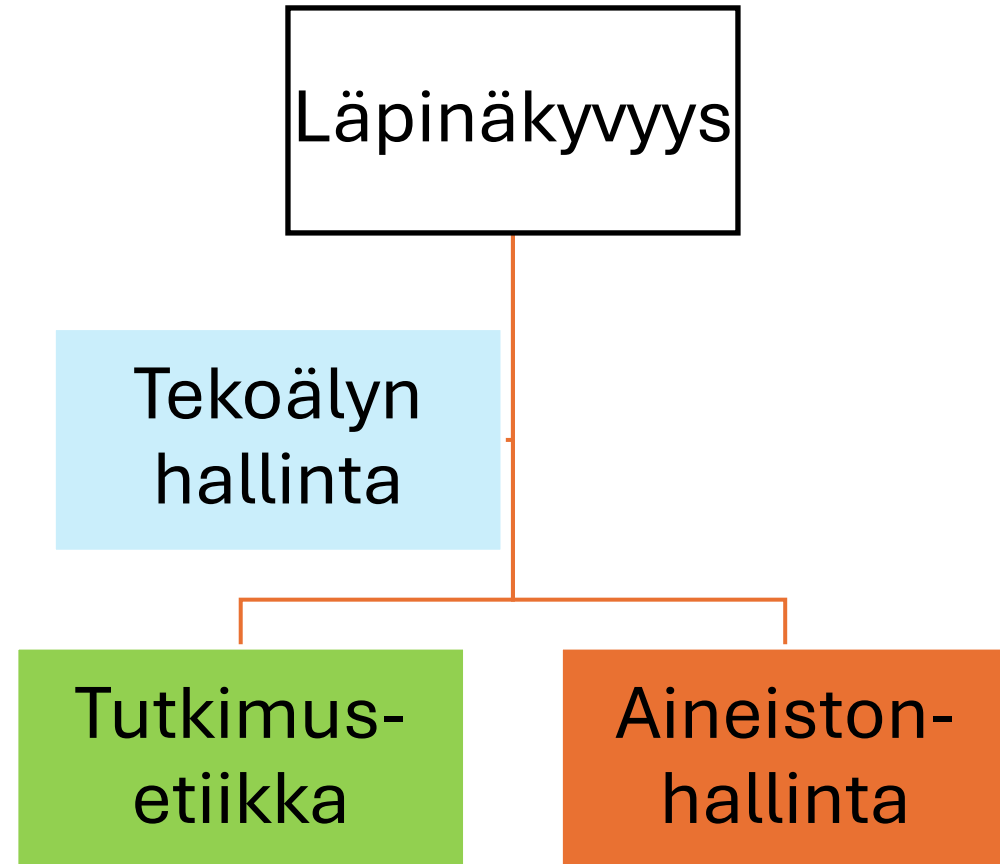 Läpinäkyvyys
Tekoälyn
hallinta
Tutkimus-
etiikka
Aineiston-
hallinta